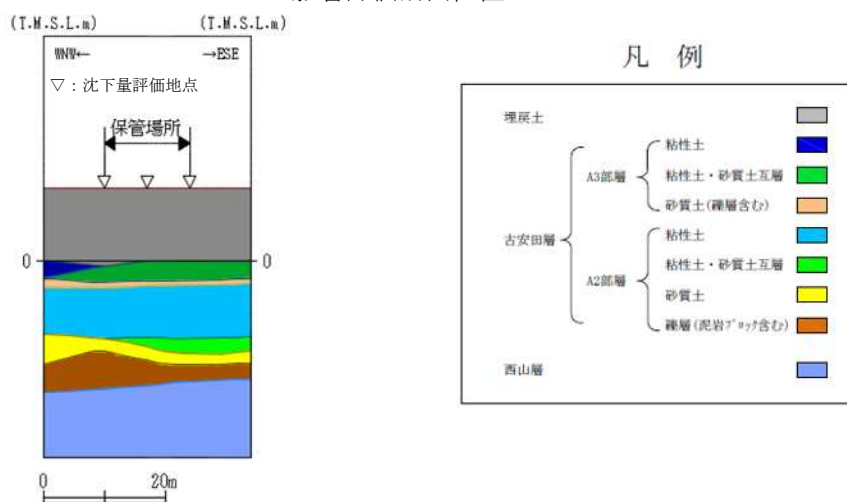 (T.M.S.L.m) (T.M.S.L.m)
WNW← →ESE
▽：沈下量評価地点
保管場所
0 0
0 20m
凡 例
埋戻土
古安田層
A3部層
粘性土
粘性土・砂質土互層
砂質土(礫層含む)
A2部層
粘性土
粘性土・砂質土互層
砂質土
礫層(泥岩ﾌﾞﾛｯｸ含む)
西山層